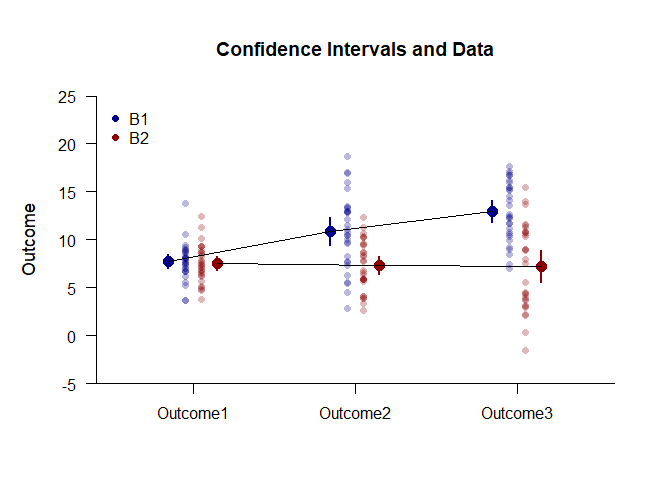 Confidence Intervals and Data
25
20
15
10
5
0
-5
Outcome
B1
B2
Outcome1
Outcome2
Outcome3